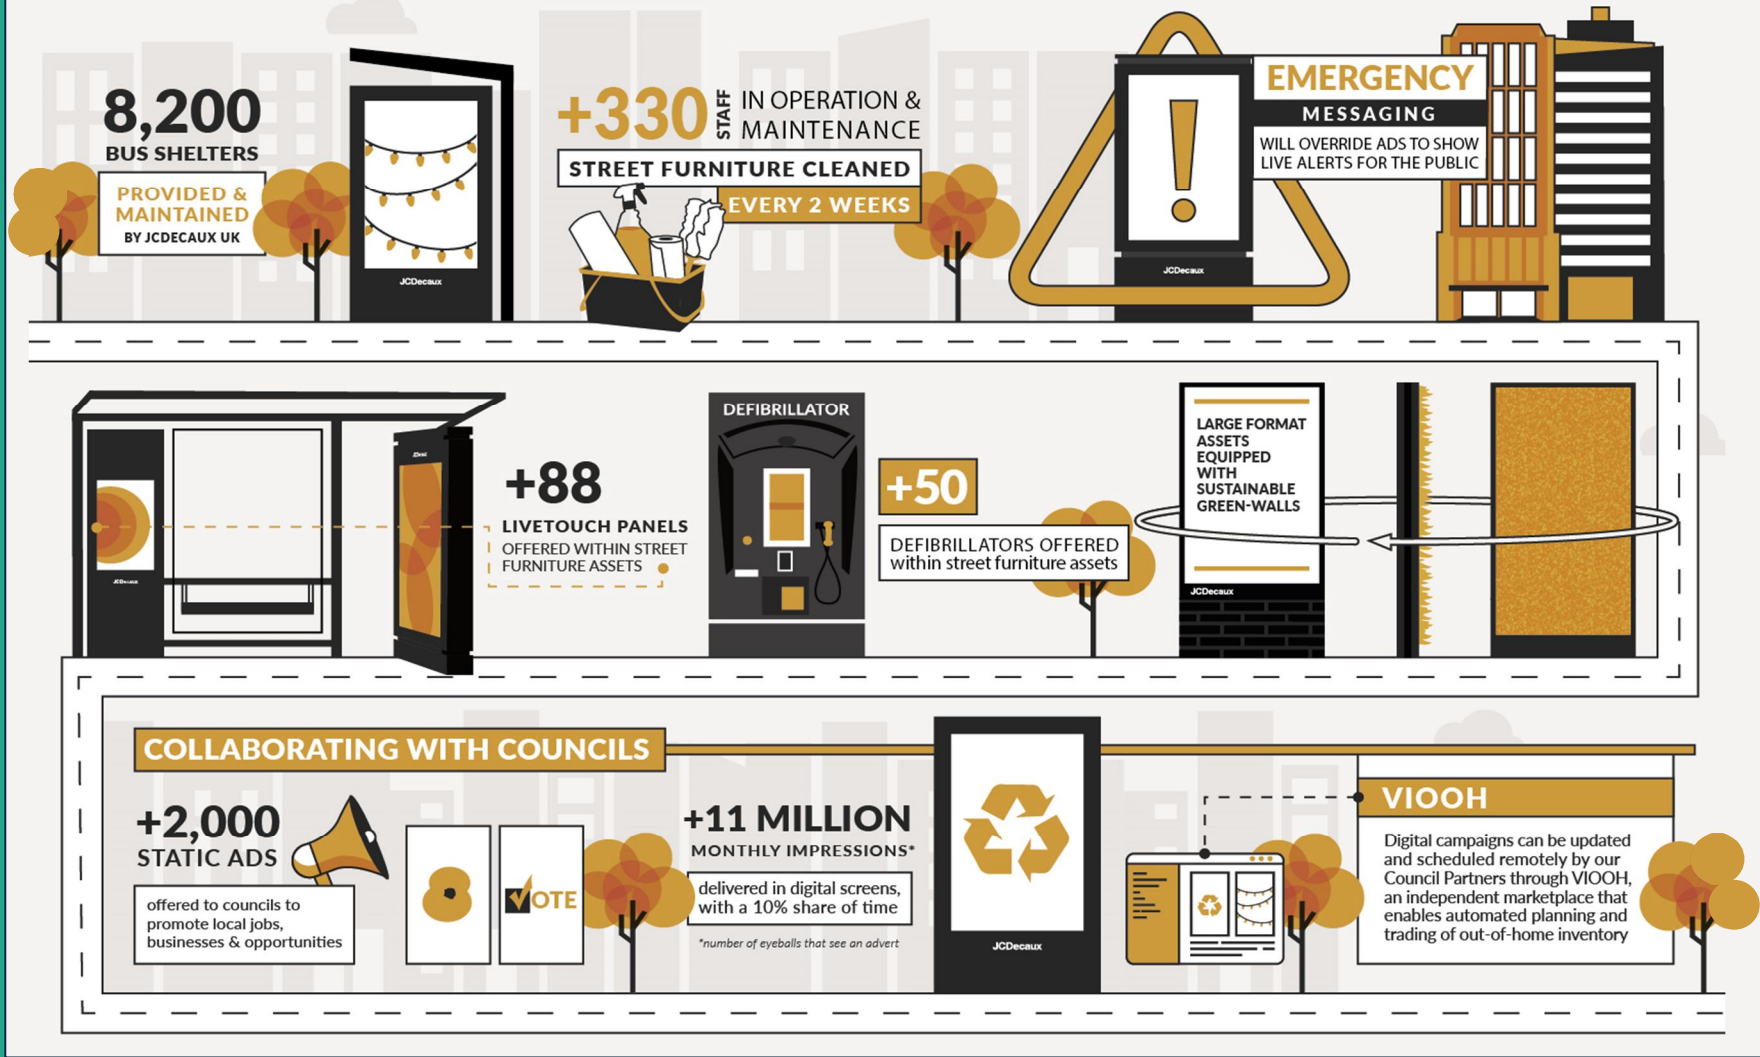 8,200
BUS SHELTERS
PROVIDED &
MAINTAINED
BY JCDECAUX UK
JCDecaux
+330 STAFF
IN OPERATION &
MAINTENANCE
STREET FURNITURE CLEANED
EVERY 2 WEEKS
JCDecaux
EMERGENCY
MESSAGING
WILL OVERRIDE ADS TO SHOW
LIVE ALERTS FOR THE PUBLIC
JCDecaux
JCDecaux
+88
LIVETOUCH PANELS
OFFERED WITHIN STREET
FURNITURE ASSETS
DEFIBRILLATOR
+50
DEFIBRILLATORS OFFERED
within street furniture assets
LARGE FORMAT
ASSETS
EQUIPPED
WITH
SUSTAINABLE
GREEN-WALLS
JCDecaux
COLLABORATING WITH COUNCILS
+2,000
STATIC ADS
offered to councils to
promote local jobs,
businesses & opportunities
VOTE
+11 MILLION
MONTHLY IMPRESSIONS*
delivered in digital screens,
with a 10% share of time
*number of eyeballs that see an advert
JCDecaux
VIOOH
Digital campaigns can be updated
and scheduled remotely by our
Council Partners through VIOOH,
an independent marketplace that
enables automated planning and
trading of out-of-home inventory